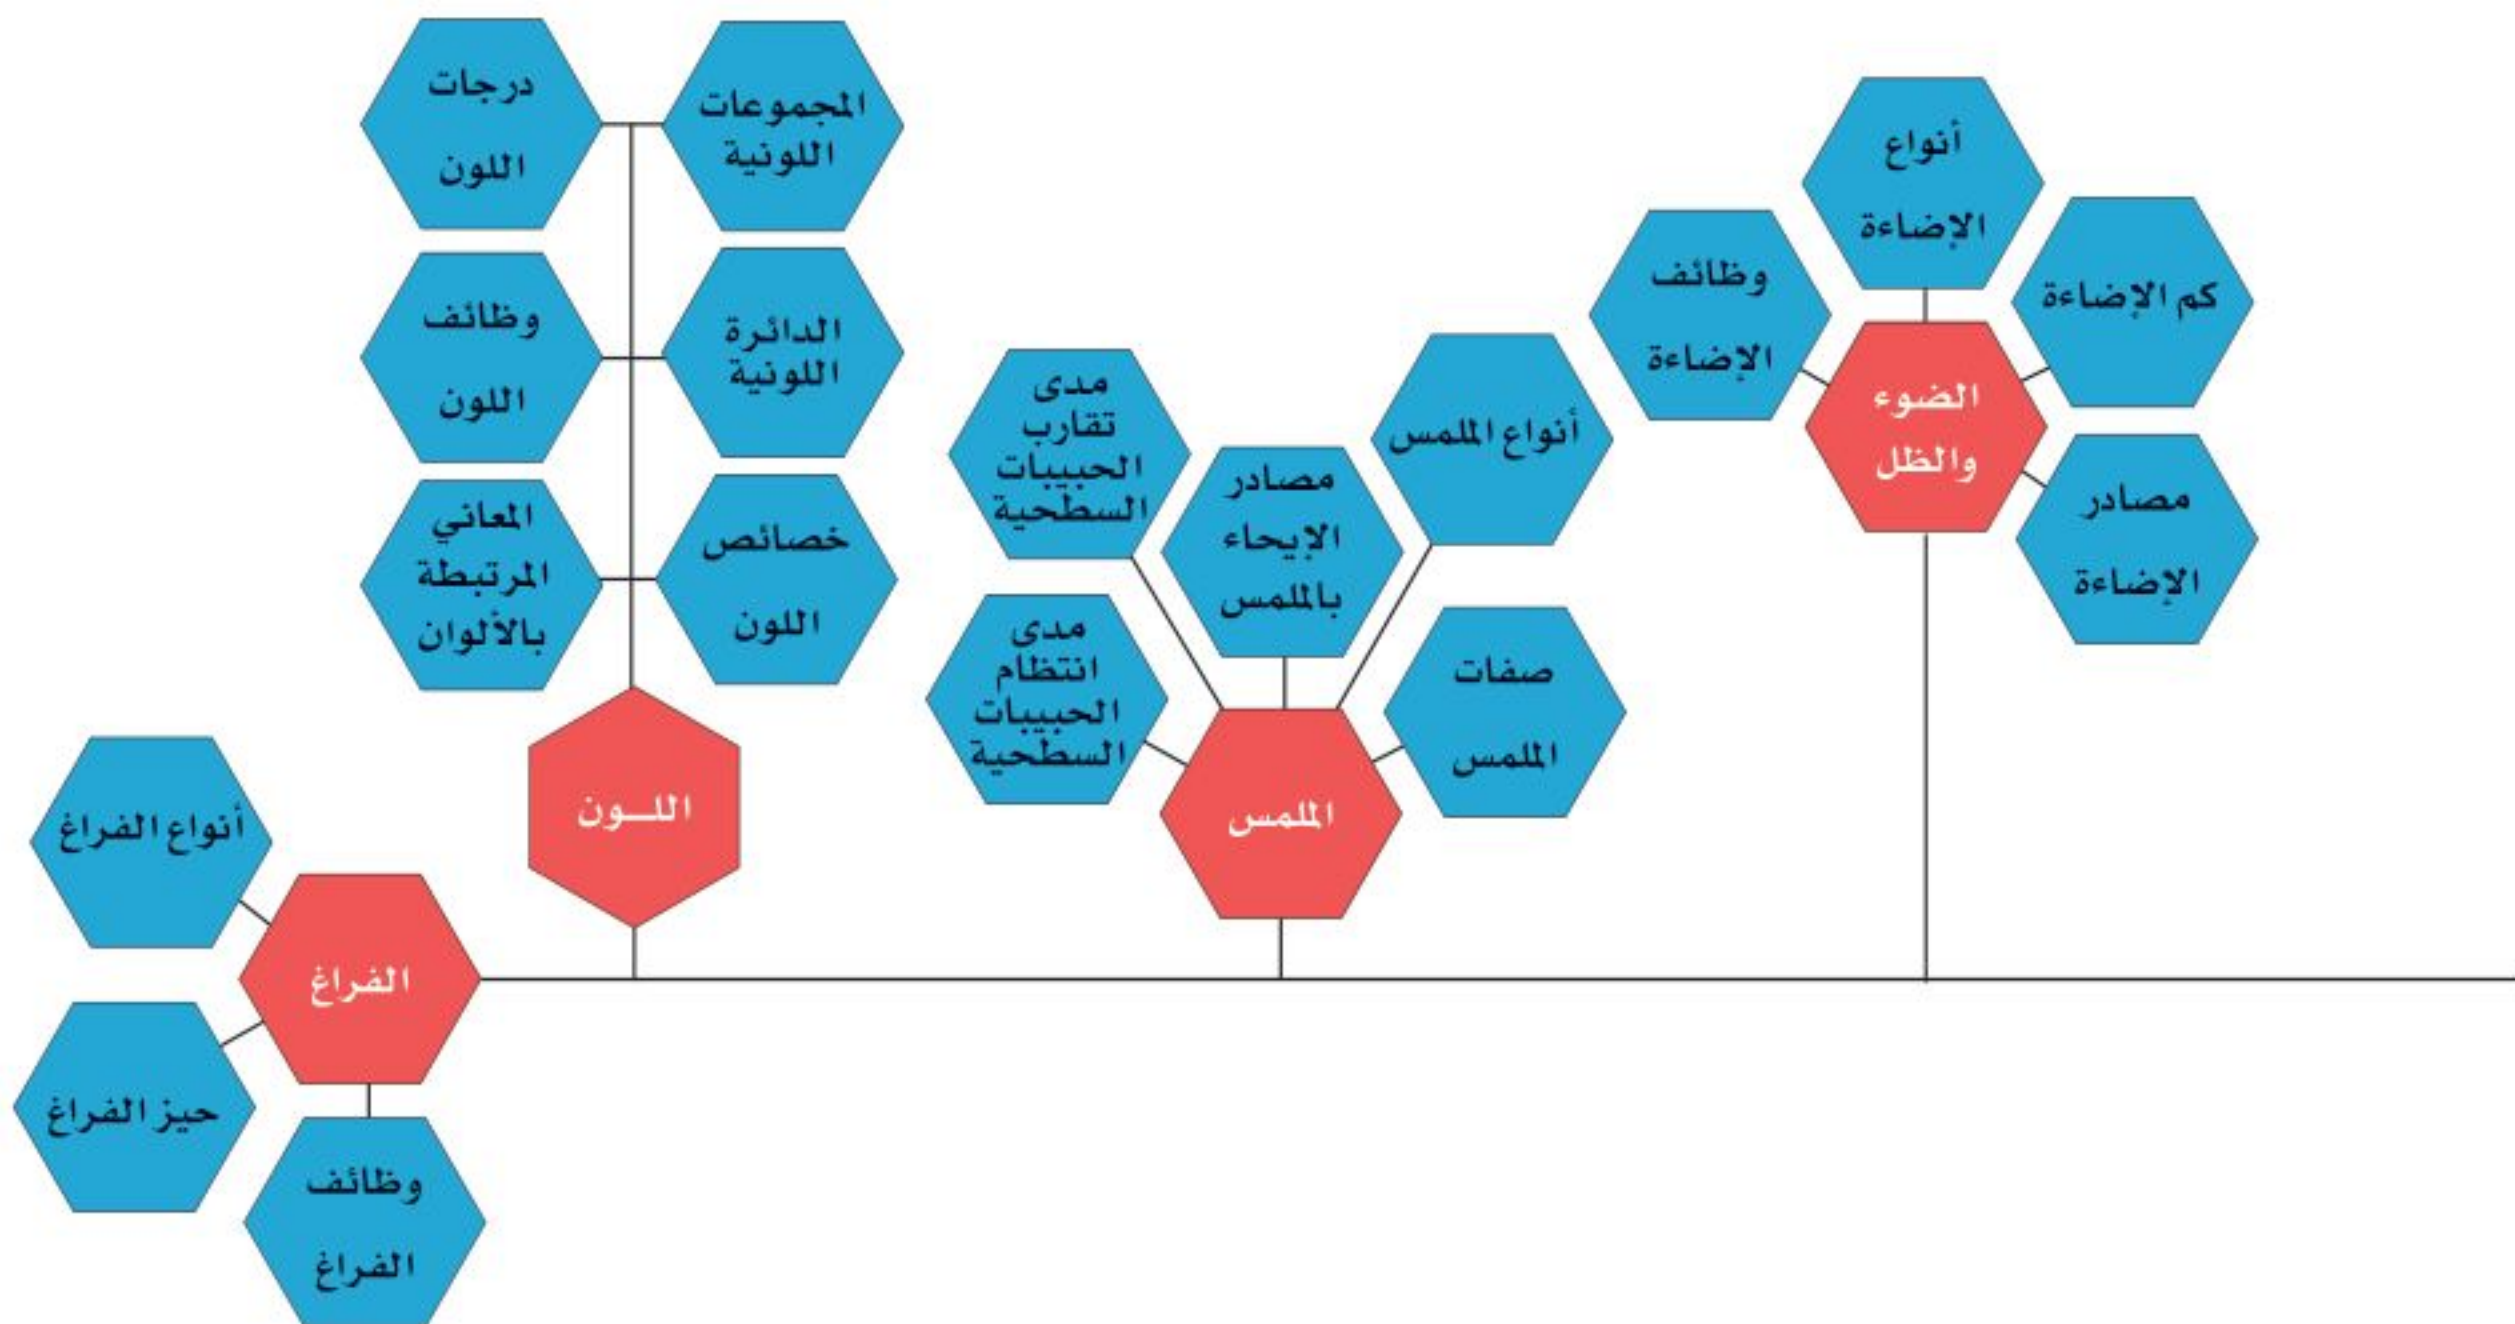 أنواع
الإضاءة
كم الإضاءة
وظائف
الإضاءة
الضوء
والظل
مصادر
الإضاءة
أنواع الملمس
مصادر
الإيحاء
بالملمس
مدى
تقارب
الحبيبات
السطحية
صفات
الملمس
مدى
انتظام
الحبيبات
السطحية
الملمس
المجموعات
اللونية
درجات
اللون
الدائرة
اللونية
وظائف
اللون
خصائص
اللون
المعاني
المرتبطة
بالألوان
اللـــون
أنواع الفراغ
الفراغ
حيز الفراغ
وظائف
الفراغ